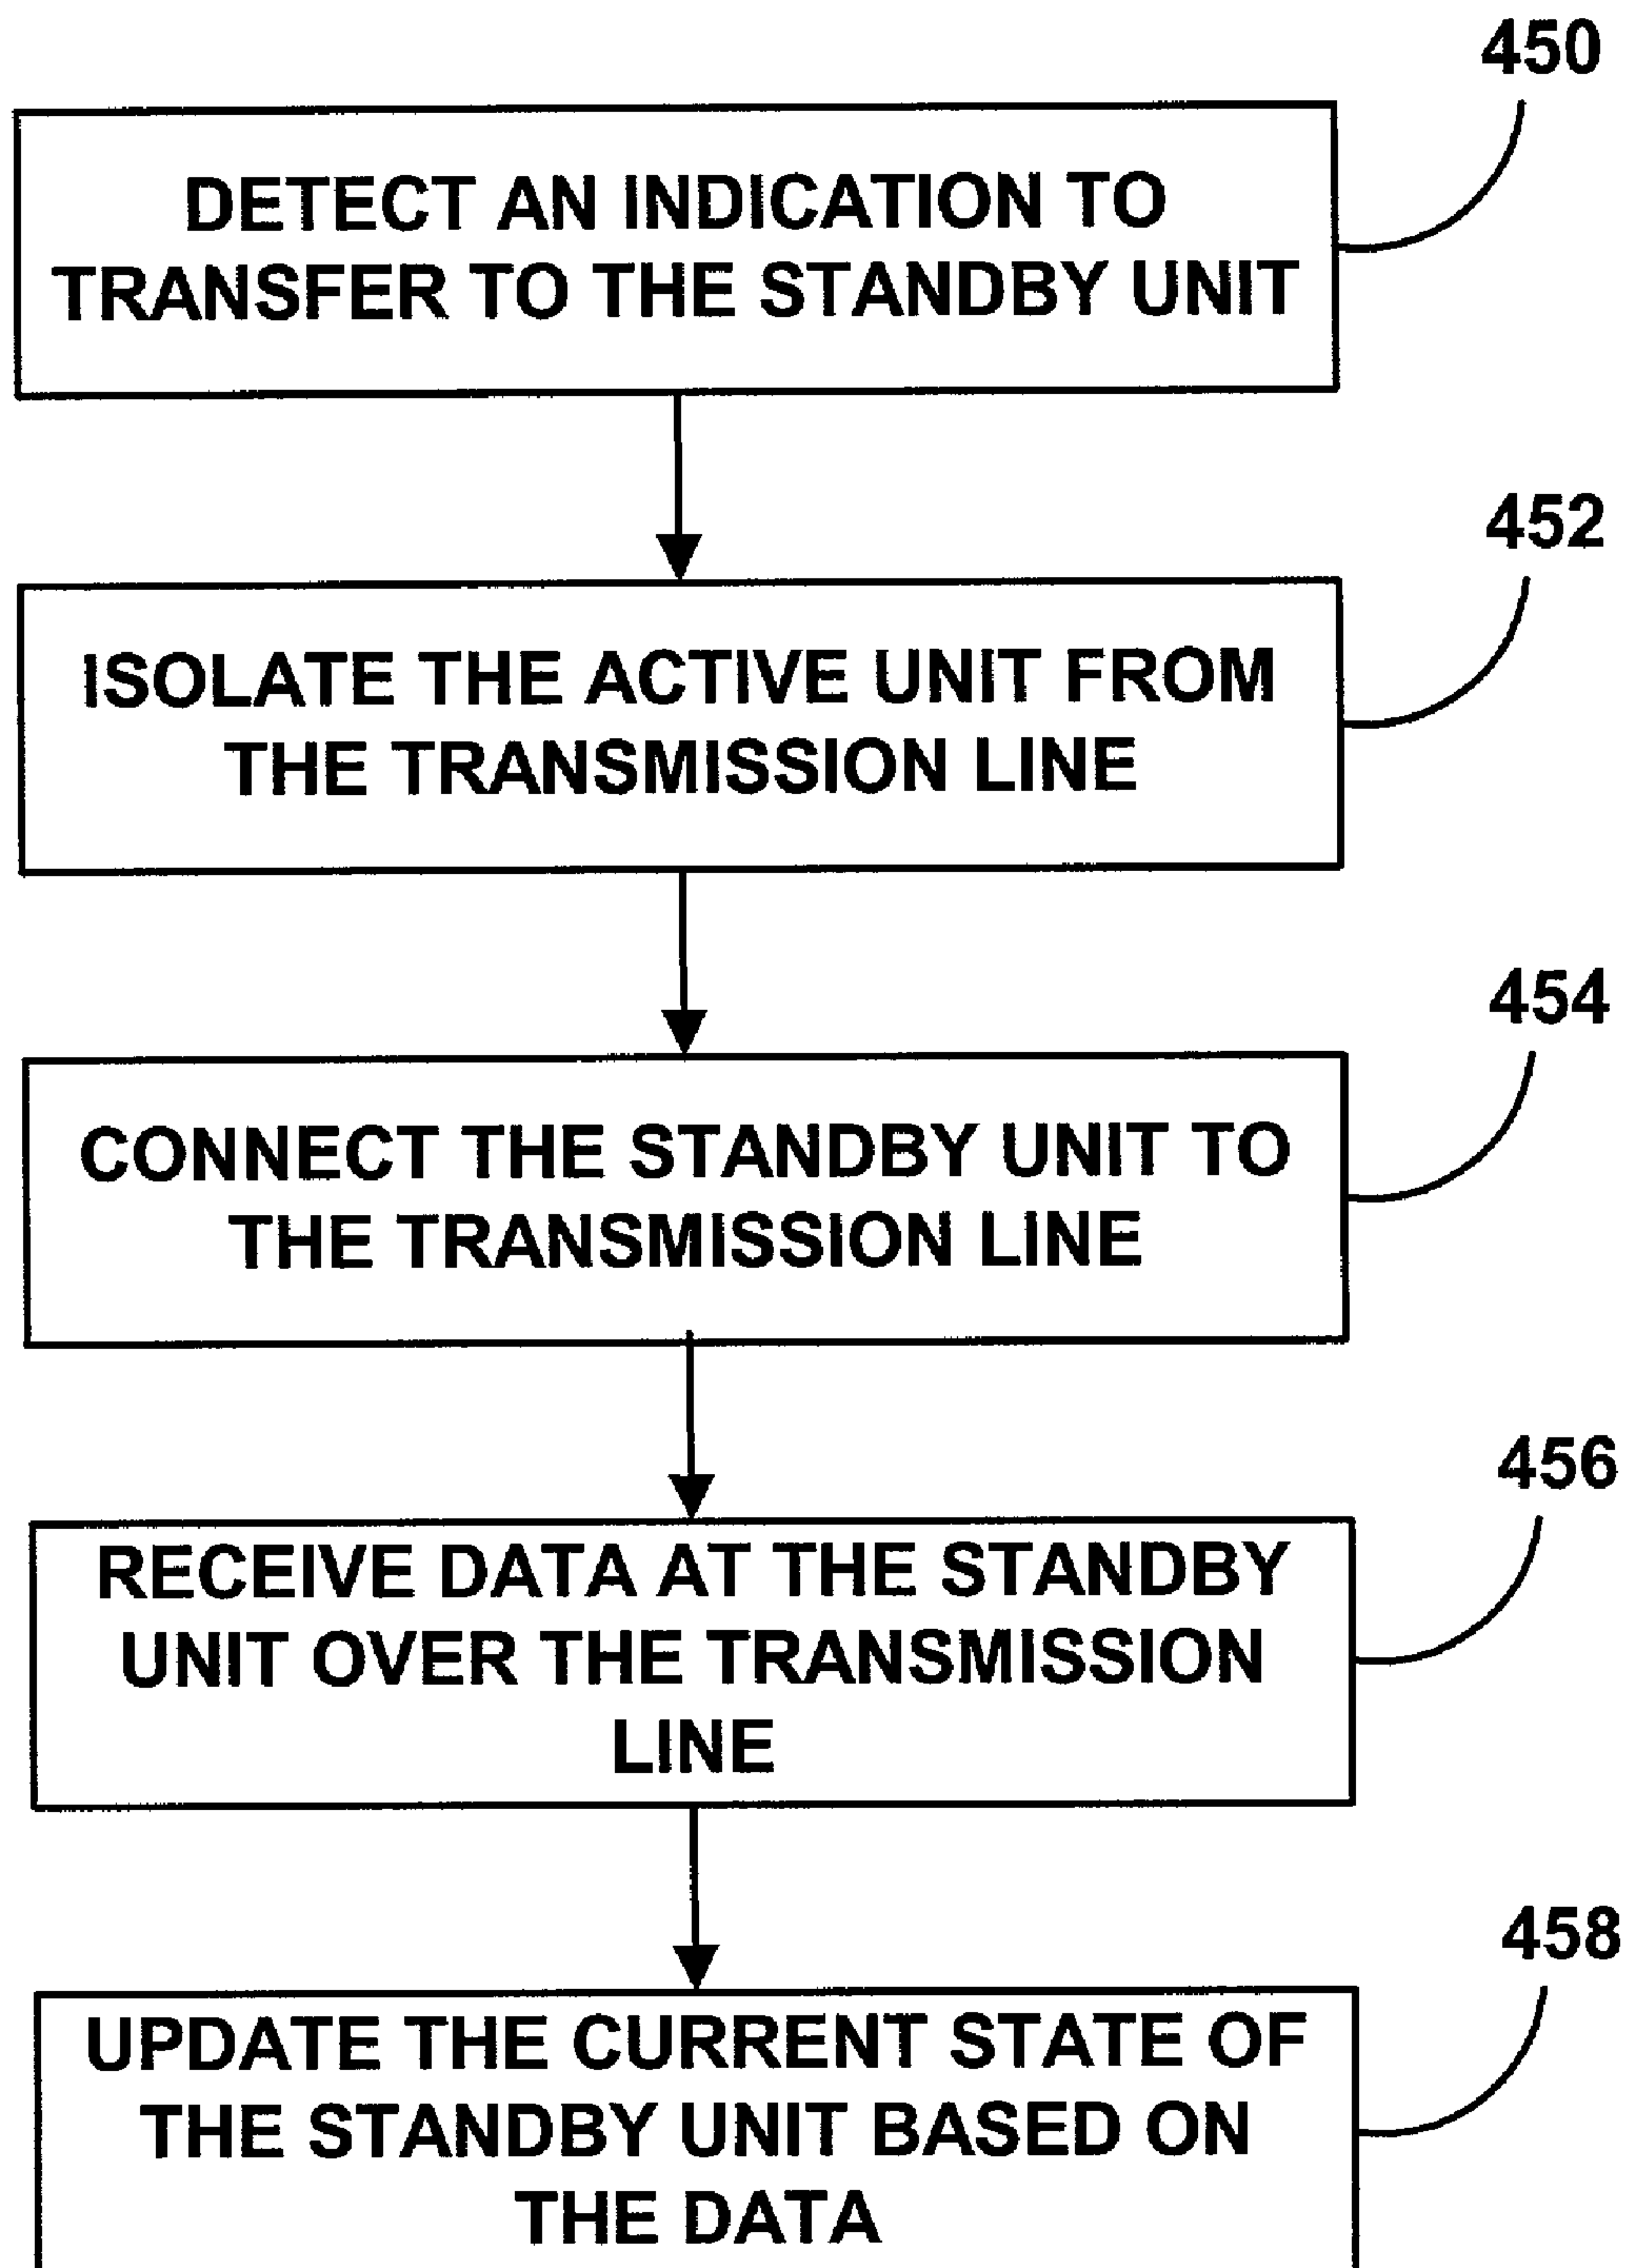 450
DETECT AN INDICATION TO
TRANSFER TO THE STANDBY UNIT
452
ISOLATE THE ACTIVE UNIT FROM
THE TRANSMISSION LINE
454
CONNECT THE STANDBY UNIT TO
THE TRANSMISSION LINE
456
RECEIVE DATA AT THE STANDBY
UNIT OVER THE TRANSMISSION
LINE
458
UPDATE THE CURRENT STATE OF
THE STANDBY UNIT BASED ON
THE DATA